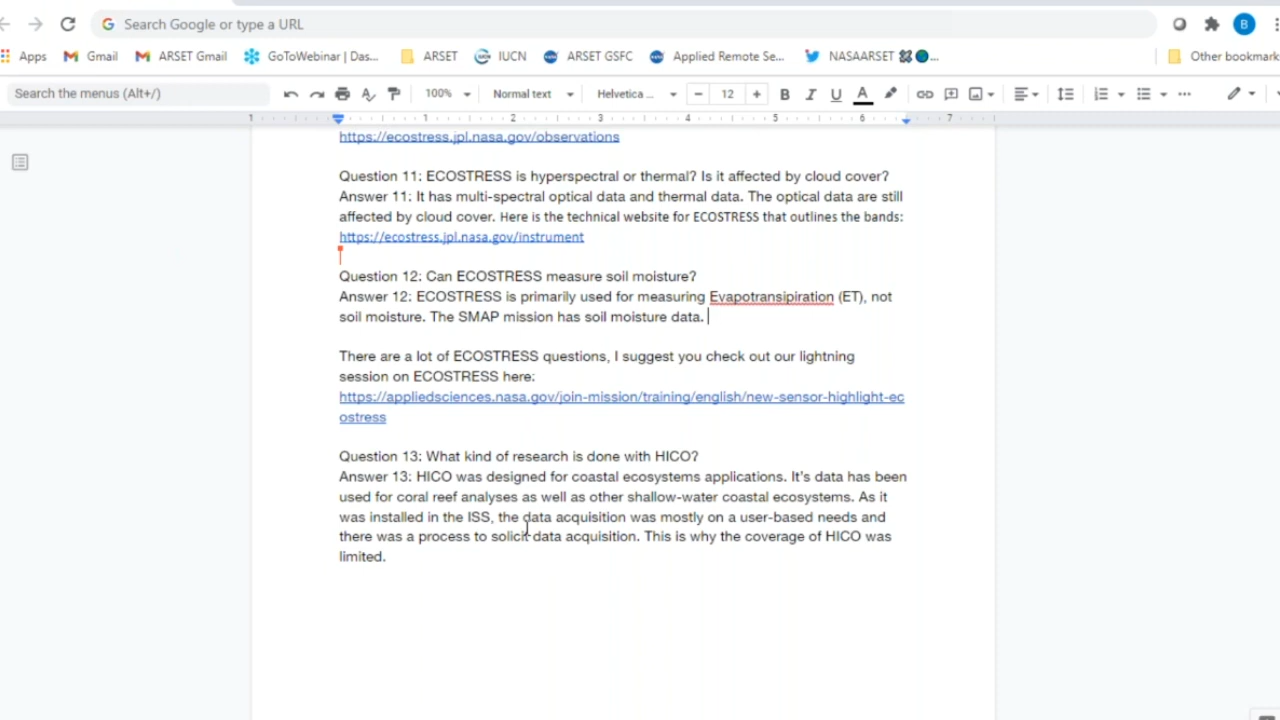 Search Google or type a URL
B
Apps
Gmail
ARSET Gmail
GoToWebinar | Das...
ARSET
IUCN
ARSET GSFC
Applied Remote Se...
NASAARSET
Other bookmark
Search the menus (Alt+/)
100%
Normal text
Helvetica ...
12
B I U A
1 1 2 3 4 5 6 7
https://ecostress.jpl.nasa.gov/observations
Question 11: ECOSTRESS is hyperspectral or thermal? Is it affected by cloud cover?
Answer 11: It has multi-spectral optical data and thermal data. The optical data are still
affected by cloud cover. Here is the technical website for ECOSTRESS that outlines the bands:
https://ecostress.jpl.nasa.gov/instrument
Question 12: Can ECOSTRESS measure soil moisture?
Answer 12: ECOSTRESS is primarily used for measuring Evapotransipiration (ET), not
soil moisture. The SMAP mission has soil moisture data.
There are a lot of ECOSTRESS questions, I suggest you check out our lightning
session on ECOSTRESS here:
https://appliedsciences.nasa.gov/join-mission/training/english/new-sensor-highlight-ec
ostress
Question 13: What kind of research is done with HICO?
Answer 13: HICO was designed for coastal ecosystems applications. It's data has been
used for coral reef analyses as well as other shallow-water coastal ecosystems. As it
was installed in the ISS, the data acquisition was mostly on a user-based needs and
there was a process to solicit data acquisition. This is why the coverage of HICO was
limited.